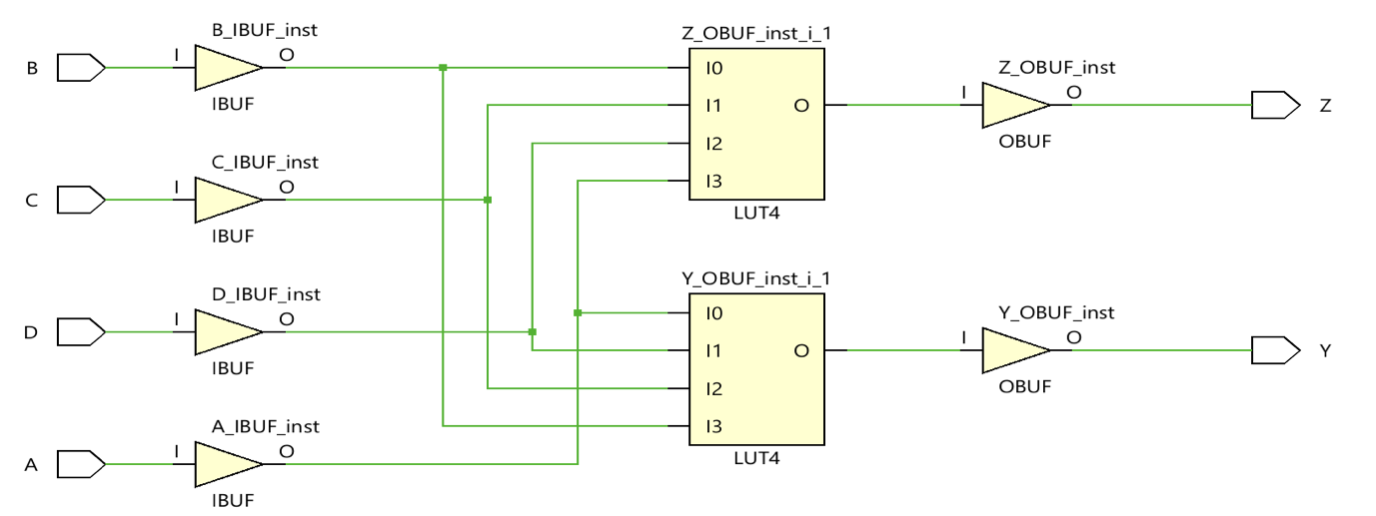 B_IBUF_inst
B
I
O
IBUF
C_IBUF_inst
C
I
O
IBUF
D_IBUF_inst
D
I
O
IBUF
A_IBUF_inst
A
I
O
IBUF
Z_OBUF_inst_i_1
I0
I1
I2
I3
O
LUT4
Y_OBUF_inst_i_1
I0
I1
I2
I3
O
LUT4
Z_OBUF_inst
I
O
OBUF
Z
Y_OBUF_inst
I
O
OBUF
Y